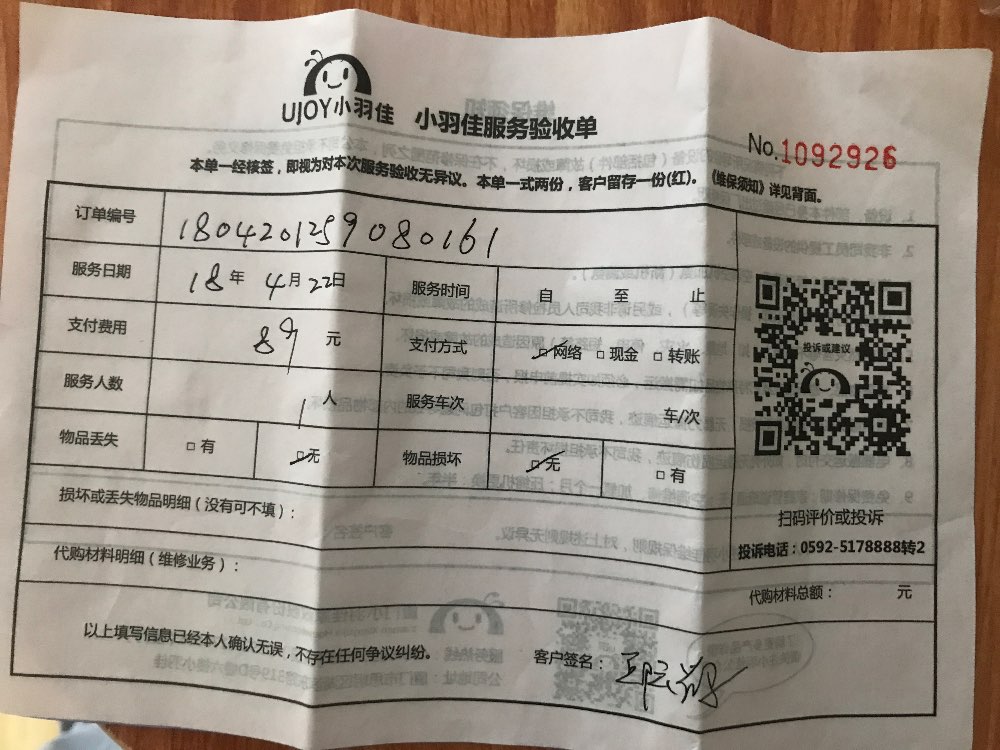 UJOY小羽佳 小羽佳服务验收单
No.1092926
本单一经核签，即视为对本次服务验收无异议。本单一式两份，客户留存一份(红)。《维保须知》详见背面。
订单编号 1804201259080161
服务日期 18年 4月22日 服务时间 自 至 止
支付费用 89 元 支付方式 □网络 □现金 □转账
服务人数 1 人 服务车次 车/次
物品丢失 □有 □无 物品损坏 □无 □有
投诉或建议
扫码评价或投诉
投诉电话：0592-5178888转2
损坏或丢失物品明细（没有可不填）：
代购材料明细（维修业务）：
代购材料总额： 元
以上填写信息已经本人确认无误，不存在任何争议纠纷。
客户签名：